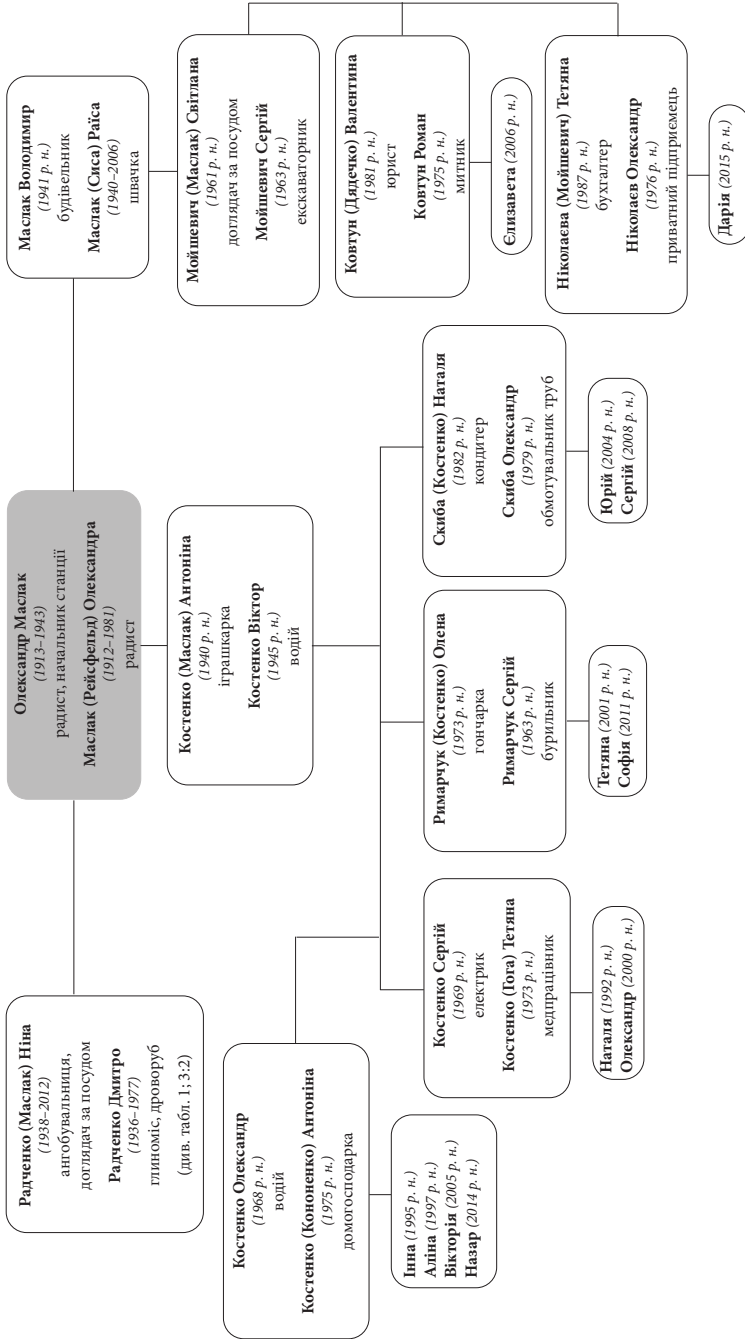 Олександр Маслак
(1913–1943)
радист, начальник станції
Маслак (Рейсфельд) Олександра
(1912–1981)
радист
Радченко (Маслак) Ніна
(1938–2012)
ангобувальниця,
доглядач за посудом
Радченко Дмитро
(1936–1977)
глиноміс, дроворуб
(див. табл. 1; 3:2)
Костенко (Маслак) Антоніна
(1940 р. н.)
іграшкарка
Костенко Віктор
(1945 р. н.)
водій
Маслак Володимир
(1941 р. н.)
будівельник
Маслак (Сиса) Раїса
(1940–2006)
швачка
Костенко Олександр
(1968 р. н.)
водій
Костенко (Кононенко) Антоніна
(1975 р. н.)
домогосподарка
Інна (1995 р. н.)
Аліна (1997 р. н.)
Вікторія (2005 р. н.)
Назар (2014 р. н.)
Костенко Сергій
(1969 р. н.)
електрик
Костенко (Гога) Тетяна
(1973 р. н.)
медпрацівник
Наталя (1992 р. н.)
Олександр (2000 р. н.)
Римарчук (Костенко) Олена
(1973 р. н.)
гончарка
Римарчук Сергій
(1963 р. н.)
бурильник
Тетяна (2001 р. н.)
Софія (2011 р. н.)
Скиба (Костенко) Наталя
(1982 р. н.)
кондитер
Скиба Олександр
(1979 р. н.)
обмотувальник труб
Юрій (2004 р. н.)
Сергій (2008 р. н.)
Мойшевич (Маслак) Світлана
(1961 р. н.)
доглядач за посудом
Мойшевич Сергій
(1963 р. н.)
екскаваторник
Ковтун (Дядечко) Валентина
(1981 р. н.)
юрист
Ковтун Роман
(1975 р. н.)
митник
Єлизавета (2006 р. н.)
Ніколаєва (Мойшевич) Тетяна
(1987 р. н.)
бухгалтер
Ніколаєв Олександр
(1976 р. н.)
приватний підприємець
Дарія (2015 р. н.)